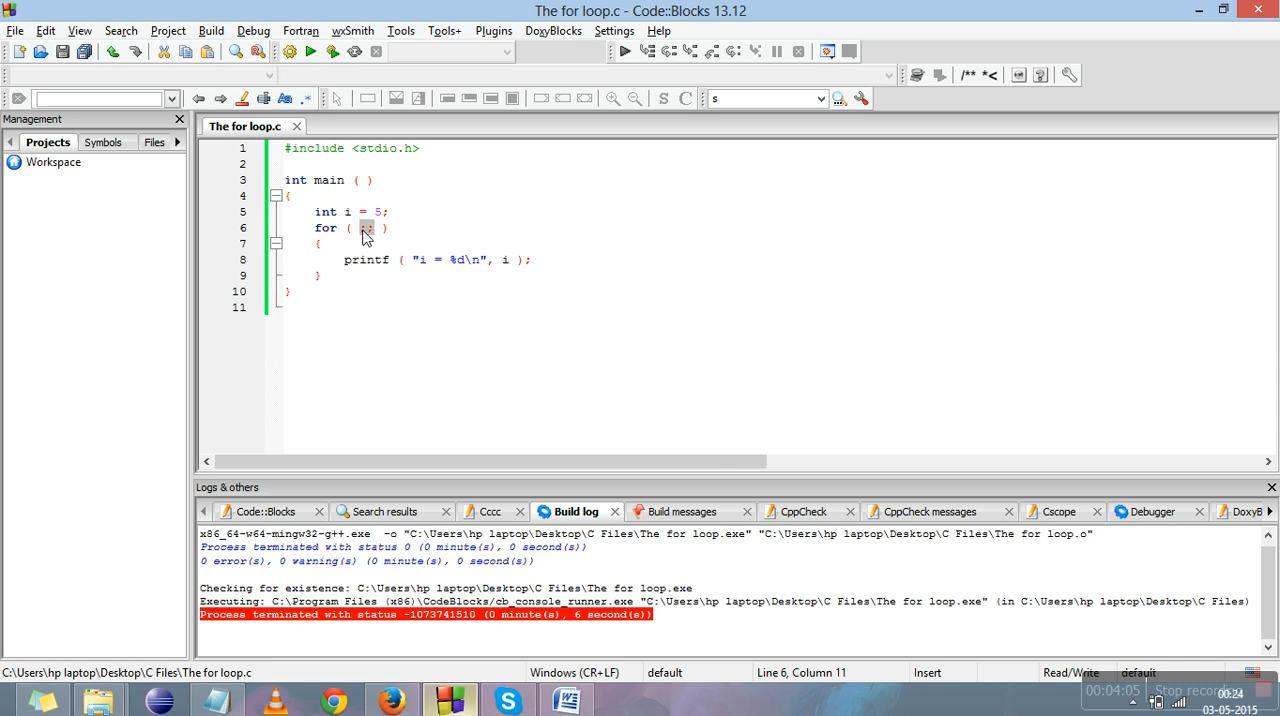 The for loop.c - Code::Blocks 13.12
File Edit View Search Project Build Debug Fortran wxSmith Tools Tools+ Plugins DoxyBlocks Settings Help
/** *<
s
Management
Projects Symbols Files
Workspace
The for loop.c
1 #include <stdio.h>
2
3 int main ( )
4 {
5 int i = 5;
6 for ( ;; )
7 {
8 printf ( "i = %d\n", i );
9 }
10 }
11
Logs & others
Code::Blocks Search results Cccc Build log Build messages CppCheck CppCheck messages Cscope Debugger DoxyB
x86_64-w64-mingw32-g++.exe -o "C:\Users\hp laptop\Desktop\C Files\The for loop.exe" "C:\Users\hp laptop\Desktop\C Files\The for loop.c"
Process terminated with status 0 (0 minute(s), 0 second(s))
0 error(s), 0 warning(s) (0 minute(s), 0 second(s))
Checking for existence: C:\Users\hp laptop\Desktop\C Files\The for loop.exe
Executing: C:\Program Files (x86)\CodeBlocks/cb_console_runner.exe "C:\Users\hp laptop\Desktop\C Files\The for loop.exe" (in C:\Users\hp laptop\Desktop\C Files)
Process terminated with status -1073741510 (0 minute(s), 6 second(s))
C:\Users\hp laptop\Desktop\C Files\The for loop.c Windows (CR+LF) default Line 6, Column 11 Insert Read/Write default
00:04:05 Stop 00:24
03-05-2015